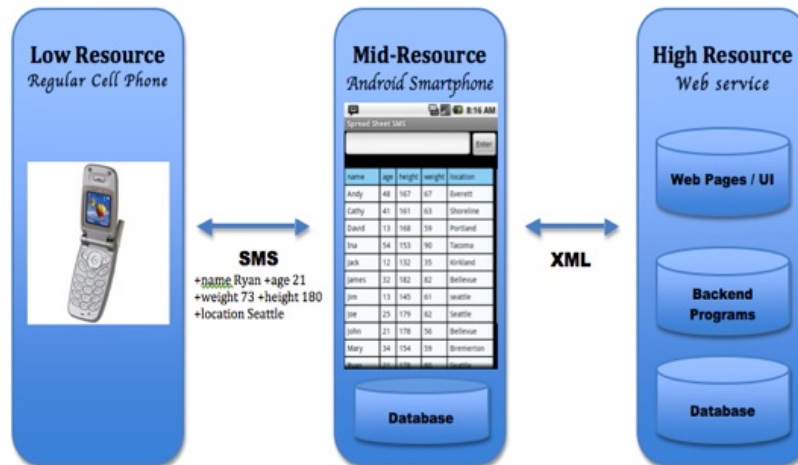 Low Resource
Regular Cell Phone
SMS
+name Ryan +age 21
+weight 73 +height 180
+location Seattle
Mid-Resource
Android Smartphone
8:16 AM
Spread Sheet SMS
Enter
name age height weight location
Andy 48 167 67 Everett
Cathy 41 161 63 Shoreline
David 13 168 59 Portland
Ina 54 153 90 Tacoma
Jack 12 132 35 Kirkland
James 32 182 82 Bellevue
Jim 13 145 61 seattle
Joe 25 179 82 Seattle
John 21 178 56 Bellevue
Mary 34 154 59 Bremerton
Database
XML
High Resource
Web service
Web Pages / UI
Backend
Programs
Database